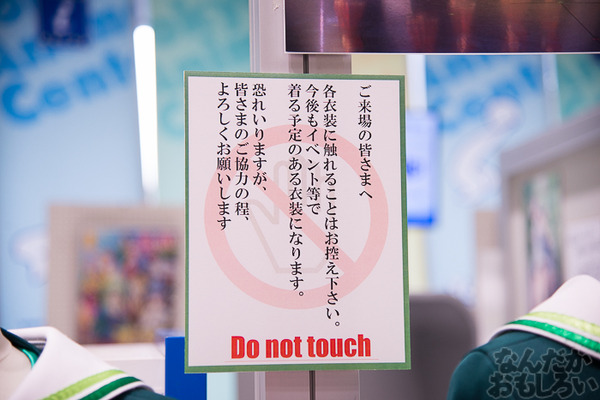 ご来場の皆さまへ
各衣装に触れることはお控え下さい。
今後もイベント等で
着る予定のある衣装になります。
恐れいりますが、
皆さまのご協力の程、
よろしくお願いします
Do not touch
なんだか
おもしろい